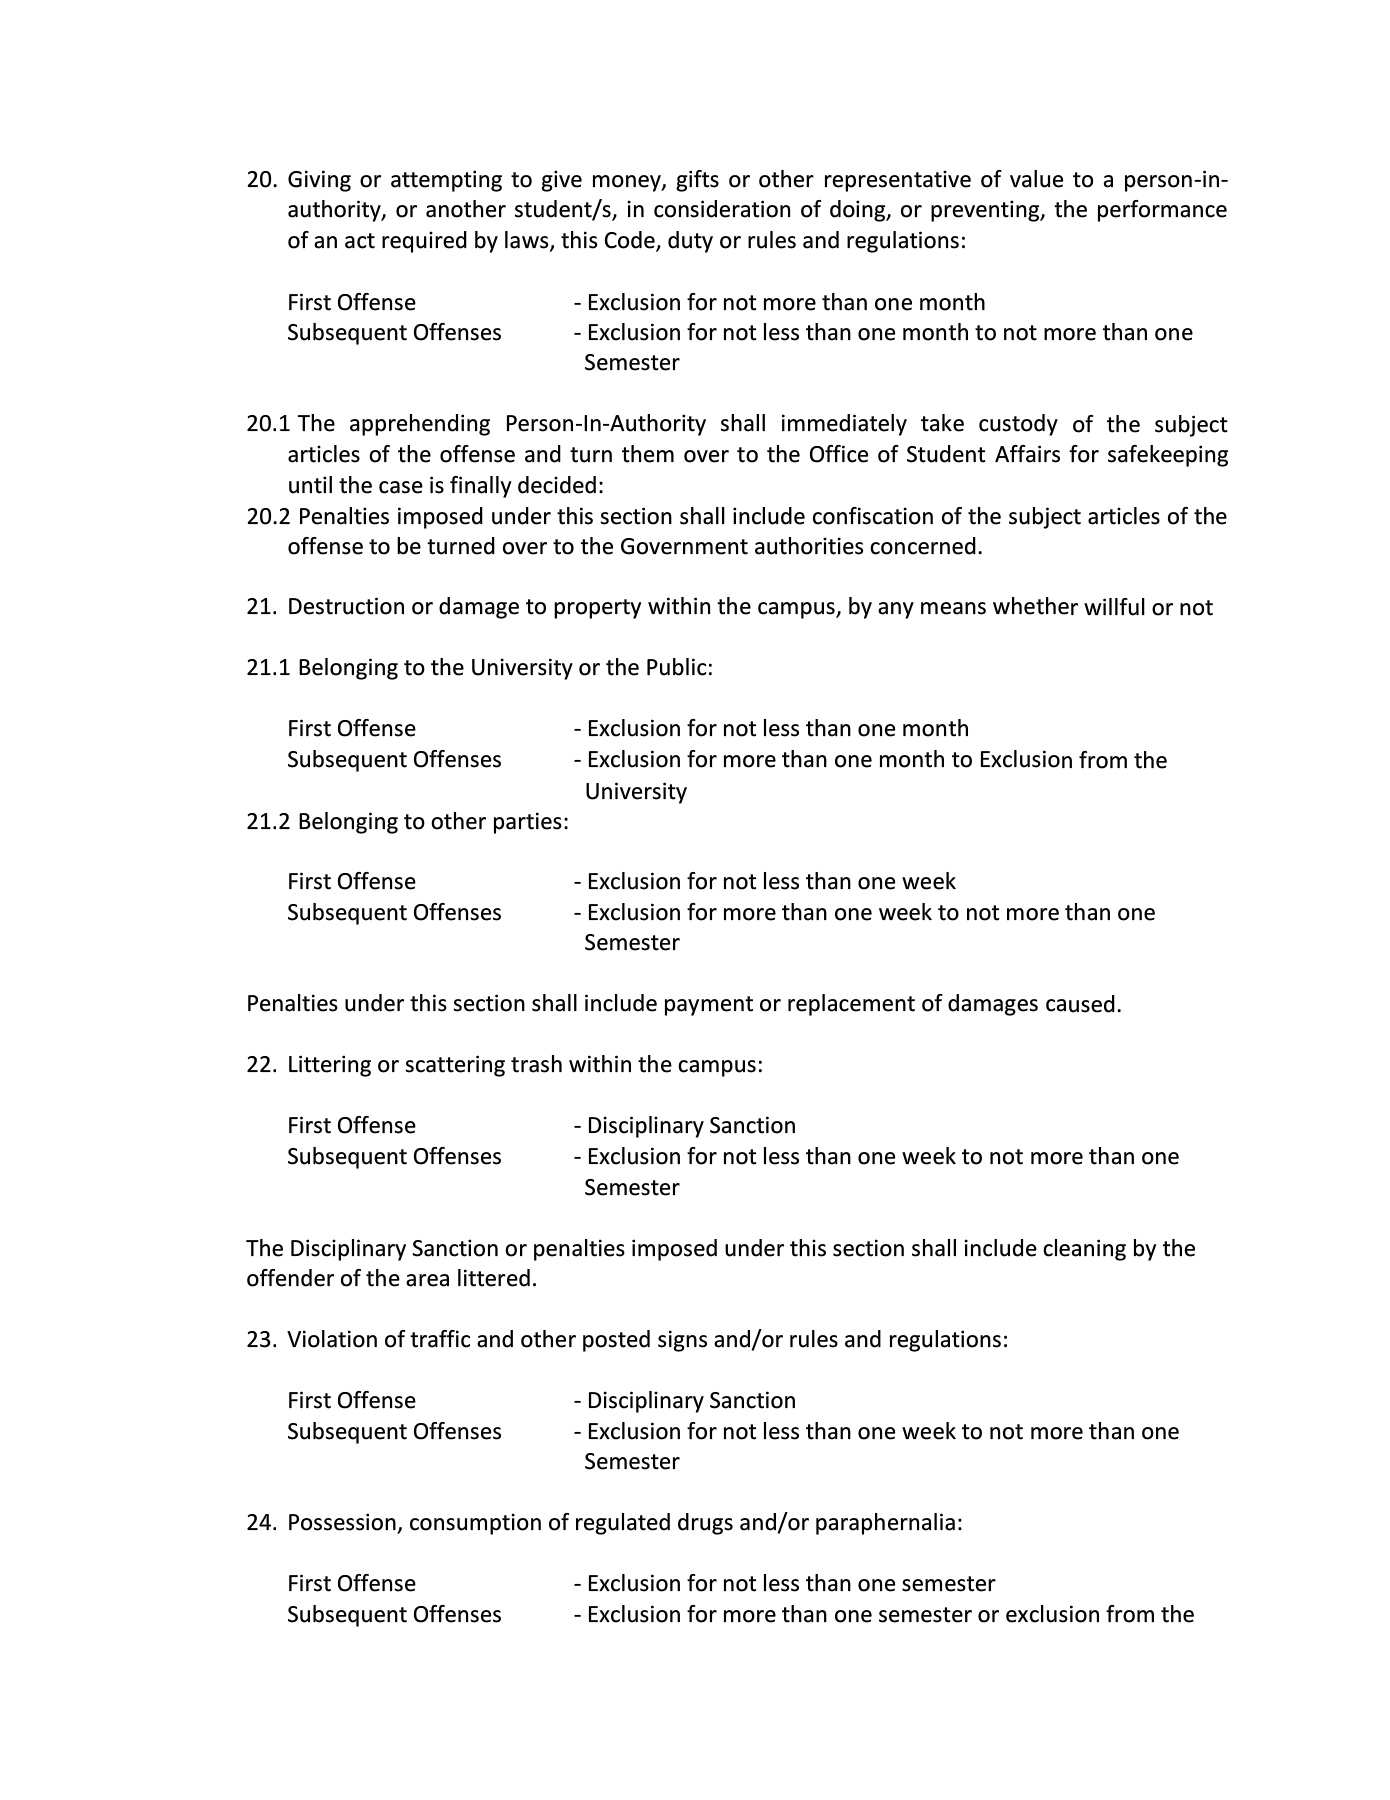 20. Giving or attempting to give money, gifts or other representative of value to a person-in-
authority, or another student/s, in consideration of doing, or preventing, the performance
of an act required by laws, this Code, duty or rules and regulations:
First Offense - Exclusion for not more than one month
Subsequent Offenses - Exclusion for not less than one month to not more than one
Semester
20.1 The apprehending Person-In-Authority shall immediately take custody of the subject
articles of the offense and turn them over to the Office of Student Affairs for safekeeping
until the case is finally decided:
20.2 Penalties imposed under this section shall include confiscation of the subject articles of the
offense to be turned over to the Government authorities concerned.
21. Destruction or damage to property within the campus, by any means whether willful or not
21.1 Belonging to the University or the Public:
First Offense - Exclusion for not less than one month
Subsequent Offenses - Exclusion for more than one month to Exclusion from the
University
21.2 Belonging to other parties:
First Offense - Exclusion for not less than one week
Subsequent Offenses - Exclusion for more than one week to not more than one
Semester
Penalties under this section shall include payment or replacement of damages caused.
22. Littering or scattering trash within the campus:
First Offense - Disciplinary Sanction
Subsequent Offenses - Exclusion for not less than one week to not more than one
Semester
The Disciplinary Sanction or penalties imposed under this section shall include cleaning by the
offender of the area littered.
23. Violation of traffic and other posted signs and/or rules and regulations:
First Offense - Disciplinary Sanction
Subsequent Offenses - Exclusion for not less than one week to not more than one
Semester
24. Possession, consumption of regulated drugs and/or paraphernalia:
First Offense - Exclusion for not less than one semester
Subsequent Offenses - Exclusion for more than one semester or exclusion from the